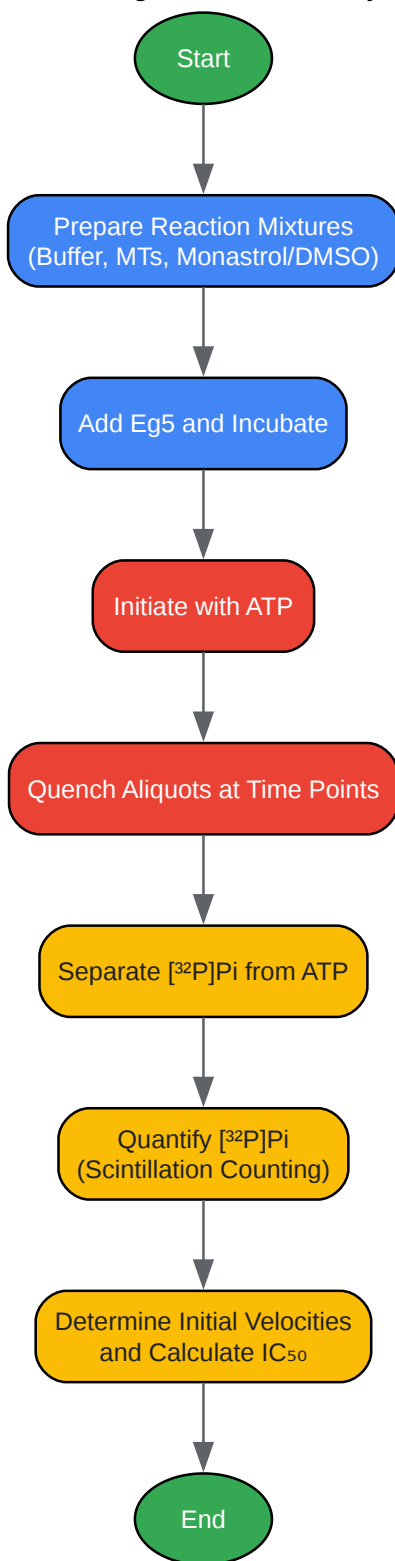 Start
Prepare Reaction Mixtures
(Buffer, MTs, Monastrol/DMSO)
Add Eg5 and Incubate
Initiate with ATP
Quench Aliquots at Time Points
Separate [³²P]Pi from ATP
Quantify [³²P]Pi
(Scintillation Counting)
Determine Initial Velocities
and Calculate IC₅₀
End